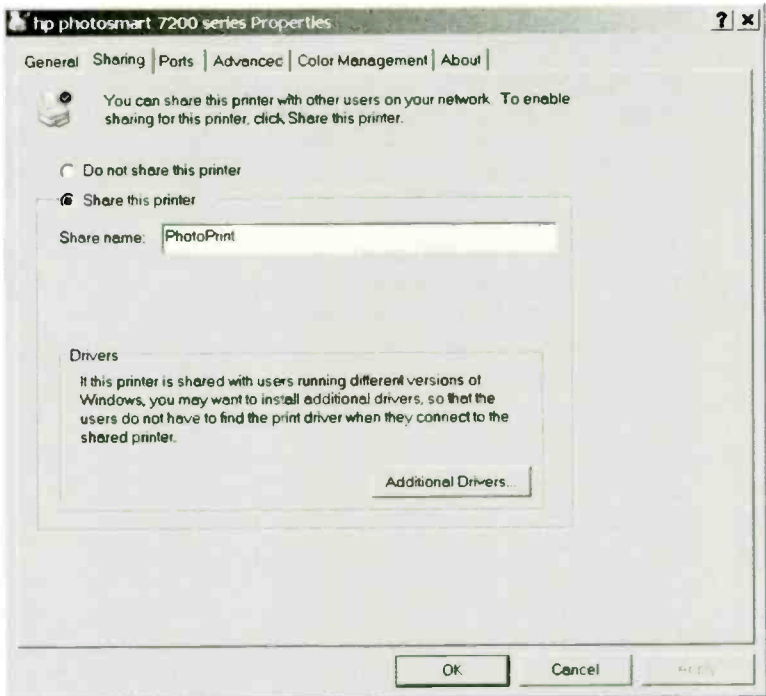 hp photosmart 7200 series Properties
? ×
General Sharing Ports Advanced Color Management About
You can share this printer with other users on your network. To enable
sharing for this printer, click Share this printer.
Do not share this printer
Share this printer
Share name: PhotoPrint
Drivers
If this printer is shared with users running different versions of
Windows, you may want to install additional drivers, so that the
users do not have to find the print driver when they connect to the
shared printer.
Additional Drivers...
OK Cancel Apply